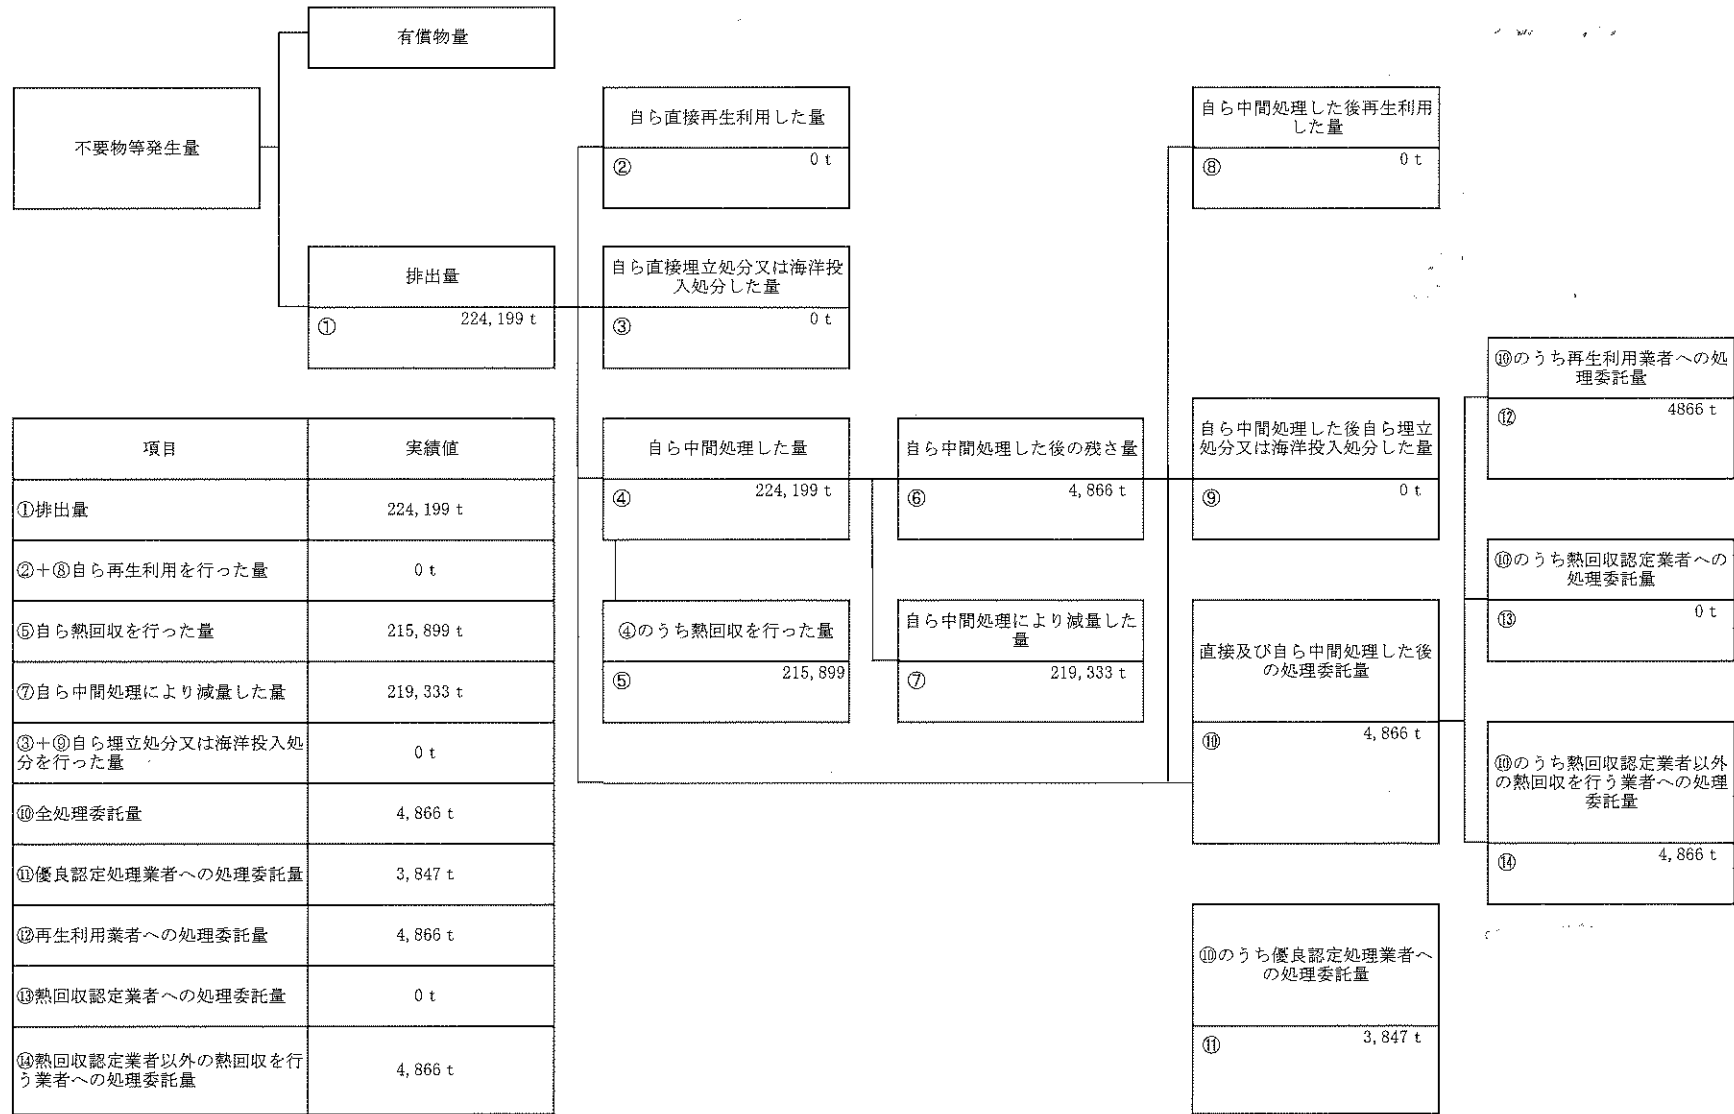 有償物量
不要物等発生量
排出量
① 224,199 t
自ら直接再生利用した量
② 0 t
自ら直接埋立処分又は海洋投
入処分した量
③ 0 t
自ら中間処理した量
④ 224,199 t
④のうち熱回収を行った量
⑤ 215,899
自ら中間処理した後の残さ量
⑥ 4,866 t
自ら中間処理により減量した
量
⑦ 219,333 t
自ら中間処理した後再生利用
した量
⑧ 0 t
自ら中間処理した後自ら埋立
処分又は海洋投入処分した量
⑨ 0 t
直接及び自ら中間処理した後
の処理委託量
⑩ 4,866 t
⑩のうち優良認定処理業者へ
の処理委託量
⑪ 3,847 t
⑩のうち再生利用業者への処
理委託量
⑫ 4866 t
⑩のうち熱回収認定業者への
処理委託量
⑬ 0 t
⑩のうち熱回収認定業者以外
の熱回収を行う業者への処理
委託量
⑭ 4,866 t
項目 実績値
①排出量 224,199 t
②+⑧自ら再生利用を行った量 0 t
⑤自ら熱回収を行った量 215,899 t
⑦自ら中間処理により減量した量 219,333 t
③+⑨自ら埋立処分又は海洋投入処
分を行った量 0 t
⑩全処理委託量 4,866 t
⑪優良認定処理業者への処理委託量 3,847 t
⑫再生利用業者への処理委託量 4,866 t
⑬熱回収認定業者への処理委託量 0 t
⑭熱回収認定業者以外の熱回収を行
う業者への処理委託量 4,866 t